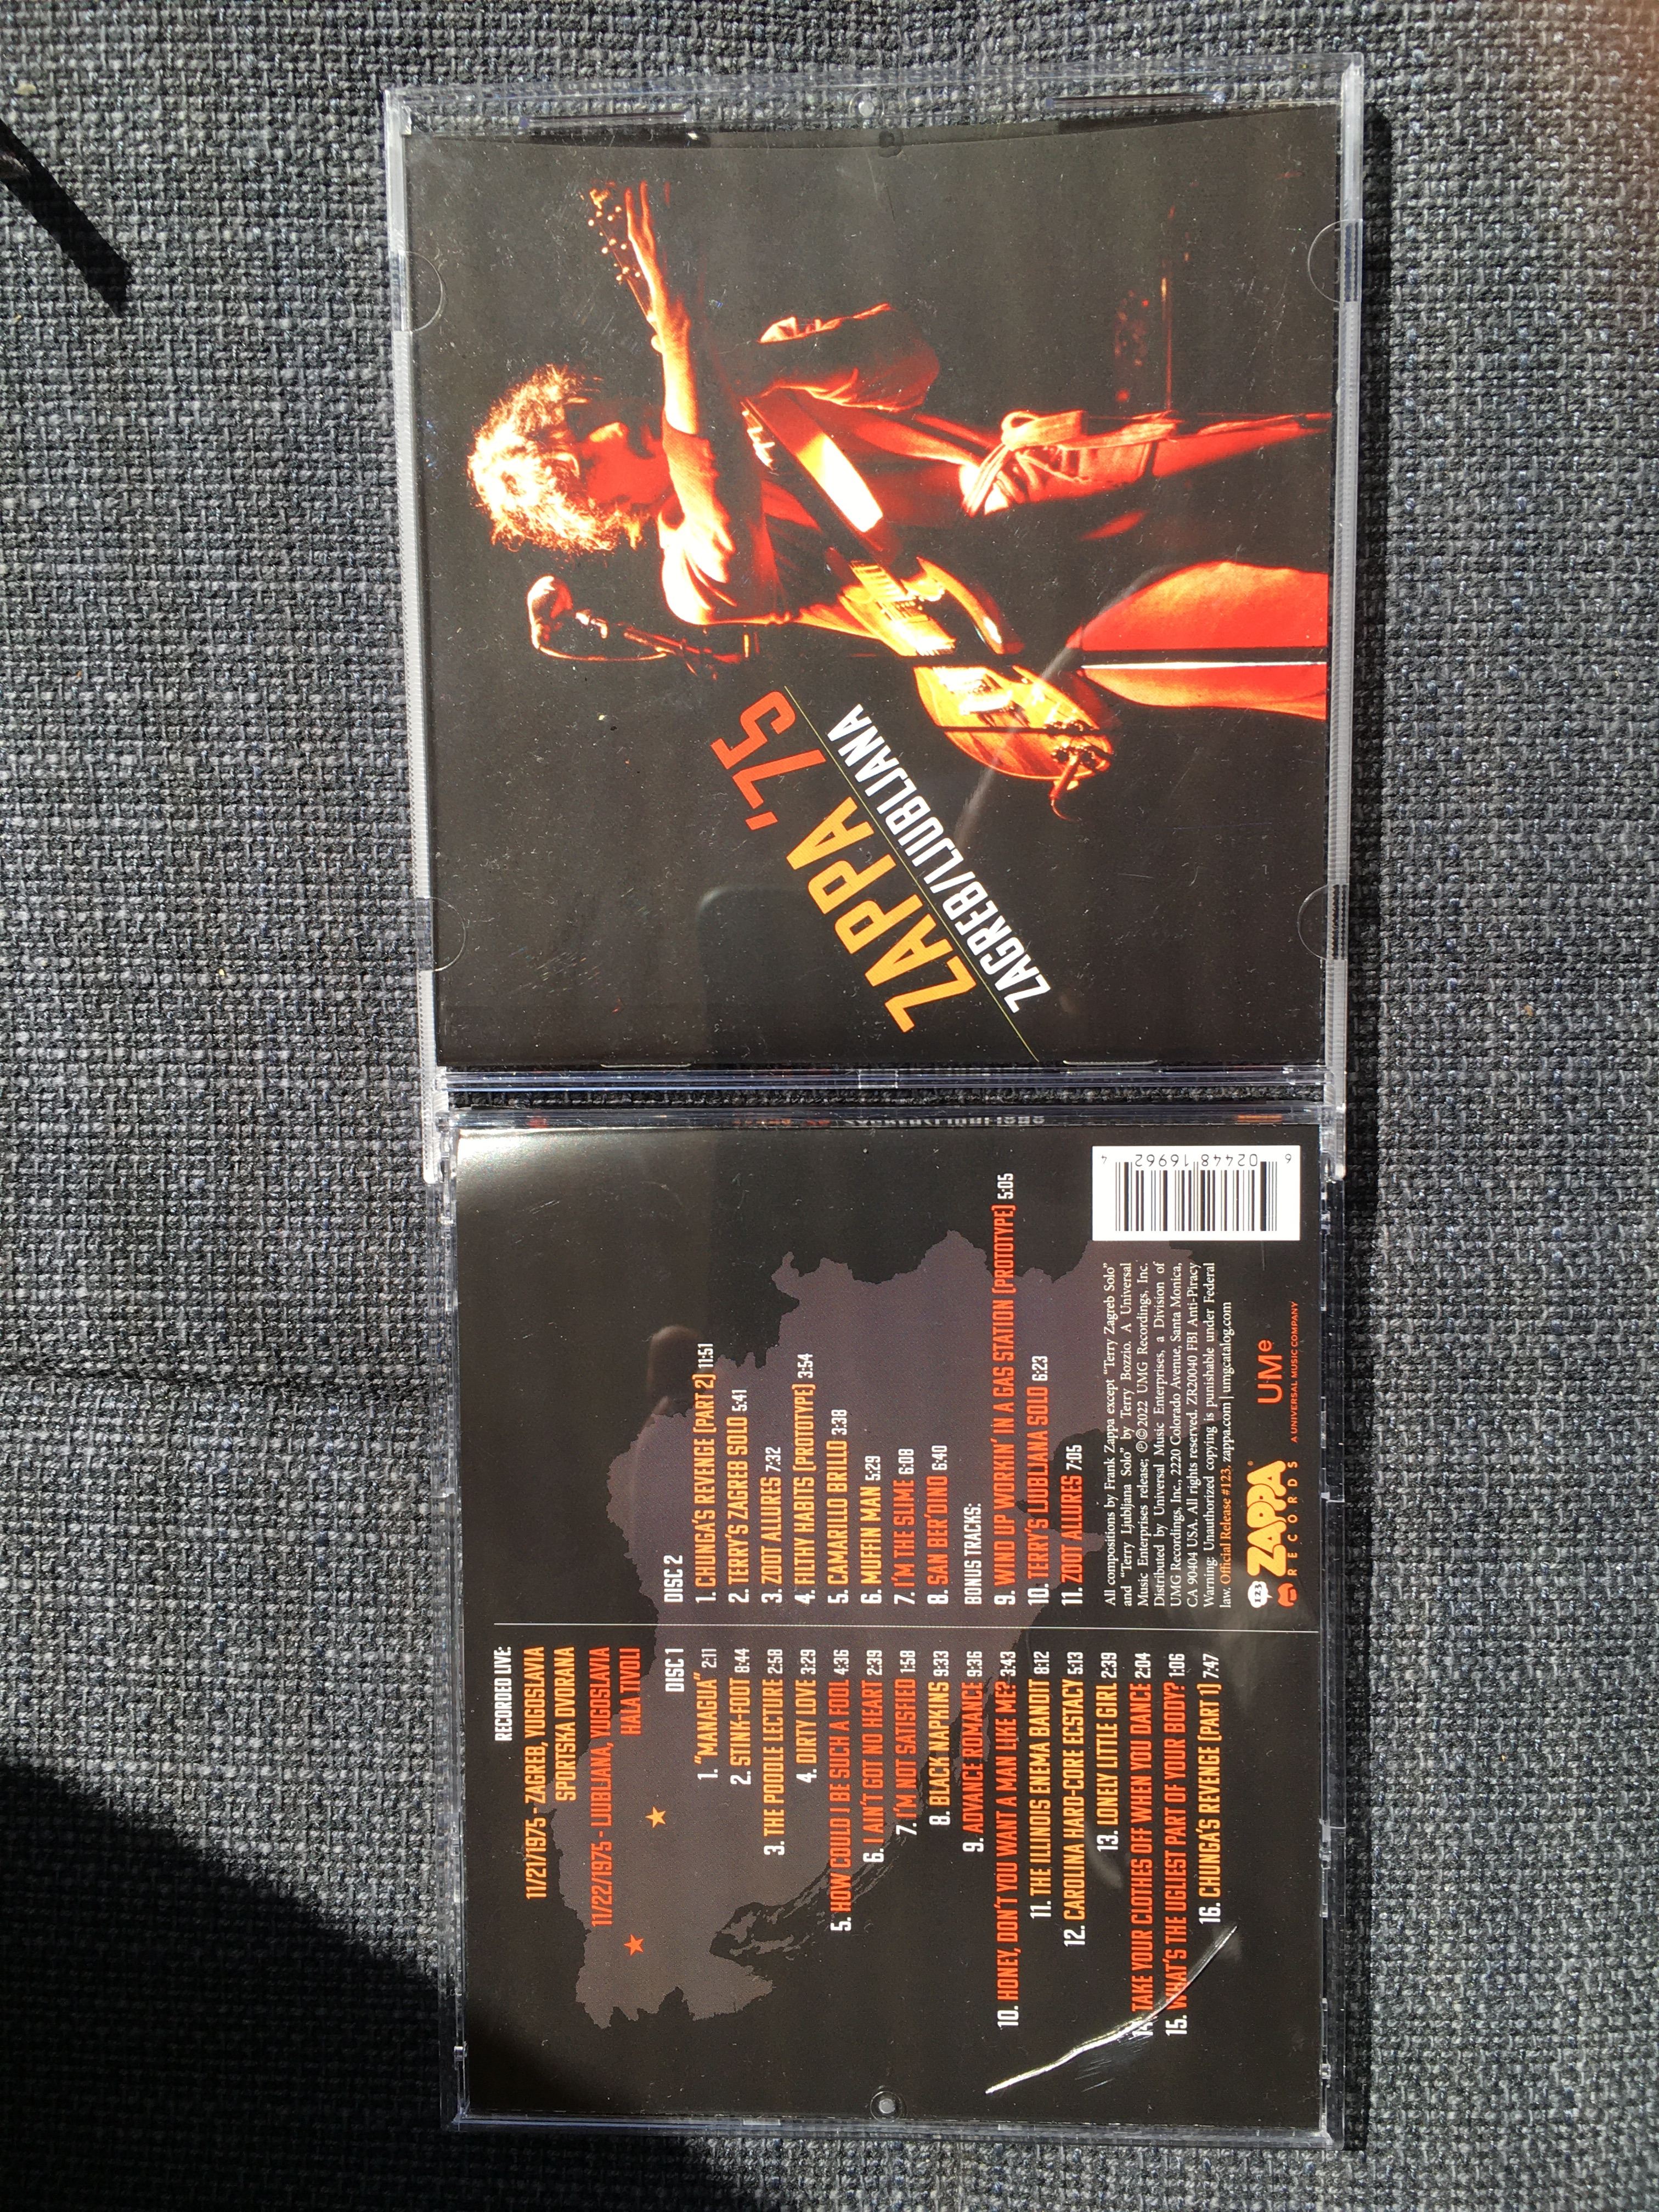 ZAPPA '75
ZAGREB/LJUBLJANA
RECORDED LIVE:
11/21/1975 - ZAGREB, YUGOSLAVIA
SPORTSKA DVORANA
11/22/1975 - LJUBLJANA, YUGOSLAVIA
HALA TIVOLI
DISC 1
1. "MANAGUA" 2:11
2. STINK-FOOT 8:44
3. THE POODLE LECTURE 2:58
4. DIRTY LOVE 3:29
5. HOW COULD I BE SUCH A FOOL 4:36
6. I AIN'T GOT NO HEART 2:39
7. I'M NOT SATISFIED 1:58
8. BLACK NAPKINS 9:33
9. ADVANCE ROMANCE 9:36
10. HONEY, DON'T YOU WANT A MAN LIKE ME? 3:43
11. THE ILLINOIS ENEMA BANDIT 8:12
12. CAROLINA HARD-CORE ECSTACY 5:13
13. LONELY LITTLE GIRL 2:39
14. TAKE YOUR CLOTHES OFF WHEN YOU DANCE 2:04
15. WHAT'S THE UGLIEST PART OF YOUR BODY? 1:06
16. CHUNGA'S REVENGE [PART 1] 7:47
DISC 2
1. CHUNGA'S REVENGE [PART 2] 11:51
2. TERRY'S ZAGREB SOLO 5:41
3. ZOOT ALLURES 7:32
4. FILTHY HABITS [PROTOTYPE] 3:54
5. CAMARILLO BRILLO 3:38
6. MUFFIN MAN 5:29
7. I'M THE SLIME 6:08
8. SAN BER'DINO 6:40
BONUS TRACKS:
9. WIND UP WORKIN' IN A GAS STATION [PROTOTYPE] 5:05
10. TERRY'S LJUBLJANA SOLO 6:23
11. ZOOT ALLURES 7:05
All compositions by Frank Zappa except "Terry Zagreb Solo"
and "Terry Ljubljana Solo" by Terry Bozzio. A Universal
Music Enterprises release; ℗©2022 UMG Recordings, Inc.
Distributed by Universal Music Enterprises, a Division of
UMG Recordings, Inc., 2220 Colorado Avenue, Santa Monica,
CA 90404 USA. All rights reserved. ZR20040 FBI Anti-Piracy
Warning: Unauthorized copying is punishable under Federal
law. Official Release #123. zappa.com | umgcatalog.com
123
ZAPPA
RECORDS
UMe
A UNIVERSAL MUSIC COMPANY
6 02448 16962 4